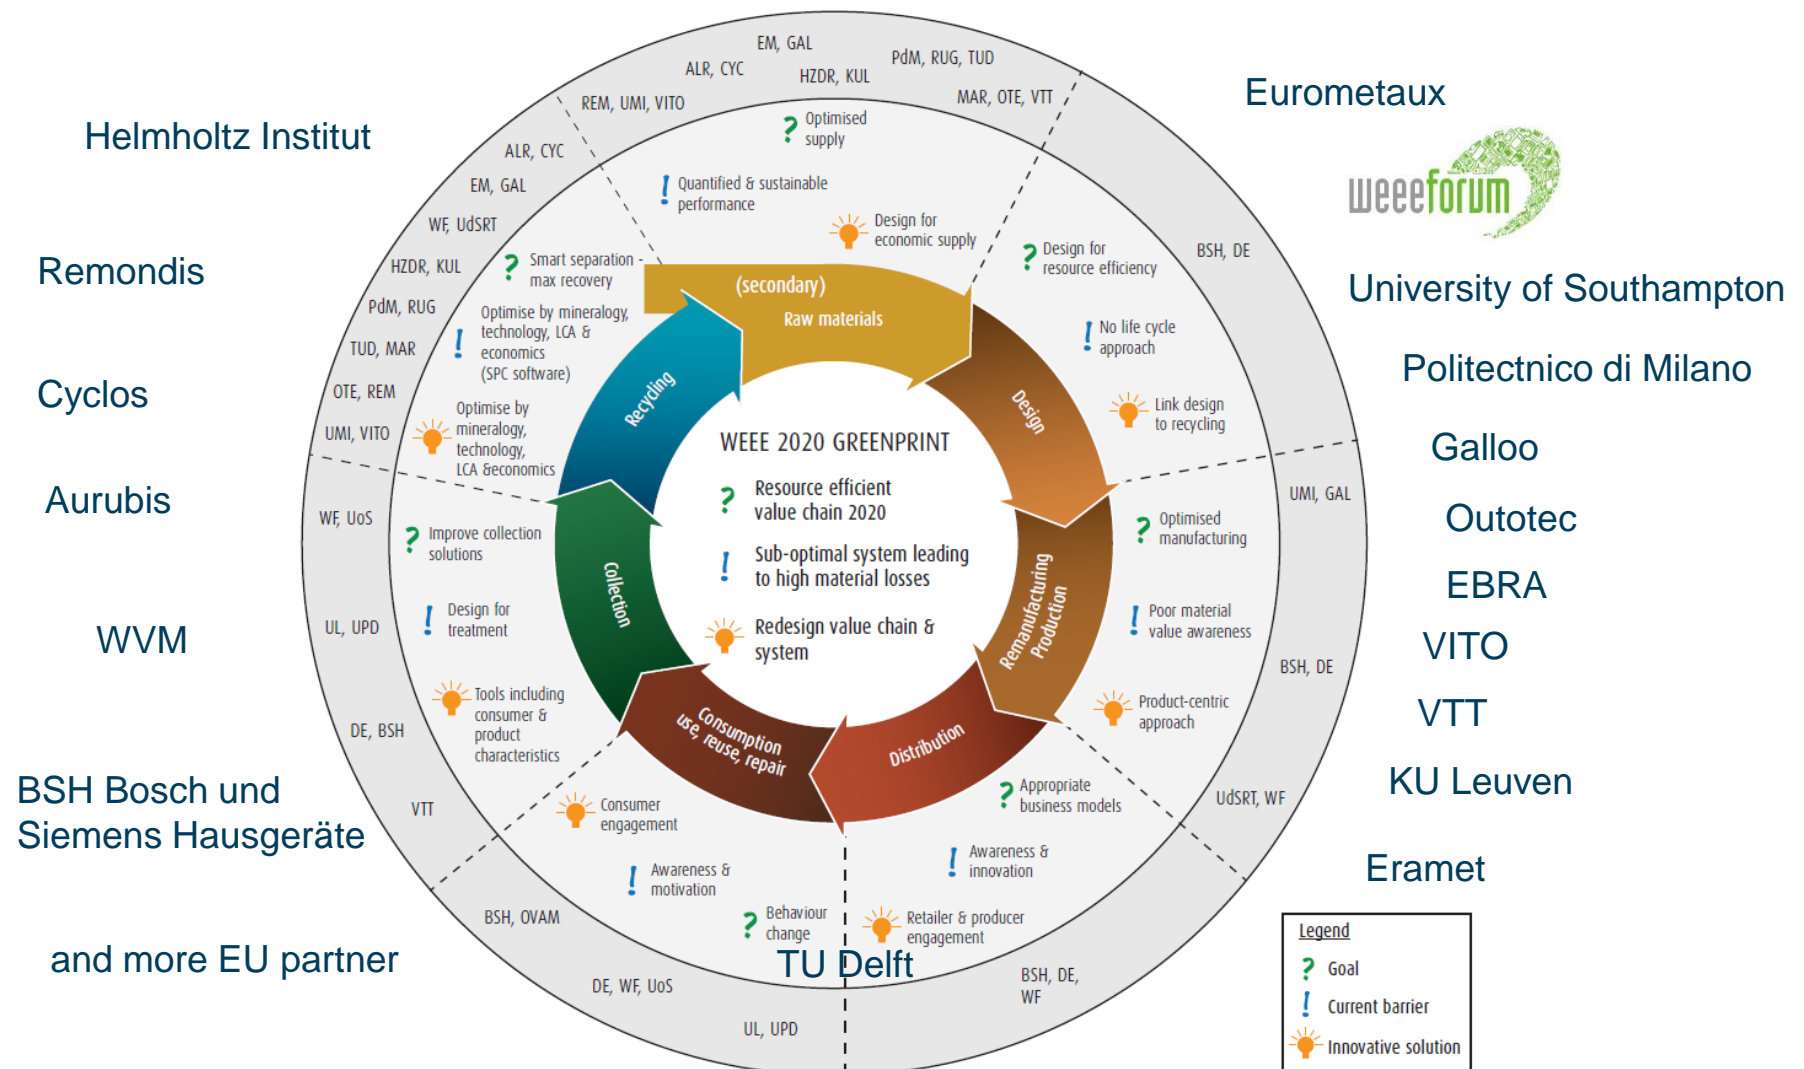 EM, GAL
PdM, RUG, TUD
ALR, CYC
HZDR, KUL
REM, UMI, VITO
MAR, OTE, VTT
Optimised
supply
Quantified & sustainable
performance
Design for
economic supply
Helmholtz Institut
Remondis
Cyclos
Aurubis
WVM
BSH Bosch und
Siemens Hausgeräte
and more EU partner
ALR, CYC
EM, GAL
WF, UdSRT
HZDR, KUL
PdM, RUG
TUD, MAR
OTE, REM
UMI, VITO
Smart separation -
max recovery
Optimise by mineralogy,
technology, LCA &
economics
(SPC software)
Optimise by
mineralogy,
technology,
LCA &economics
(secondary)
Raw materials
Design
Remanufacturing
Production
Distribution
Consumption
use, reuse, repair
Collection
Recycling
WEEE 2020 GREENPRINT
Resource efficient
value chain 2020
Sub-optimal system leading
to high material losses
Redesign value chain &
system
Design for
resource efficiency
No life cycle
approach
Link design
to recycling
BSH, DE
UMI, GAL
Optimised
manufacturing
Poor material
value awareness
Product-centric
approach
BSH, DE
UdSRT, WF
Appropriate
business models
Awareness &
innovation
Retailer & producer
engagement
BSH, DE,
WF
Consumer
engagement
Awareness &
motivation
Behaviour
change
TU Delft
BSH, OVAM
DE, WF, UoS
UL, UPD
WF, UoS
Improve collection
solutions
UL, UPD
Design for
treatment
Tools including
consumer &
product
characteristics
DE, BSH
VTT
Eurometaux
weeeforum
University of Southampton
Politectnico di Milano
Galloo
Outotec
EBRA
VITO
VTT
KU Leuven
Eramet
Legend
? Goal
! Current barrier
Innovative solution